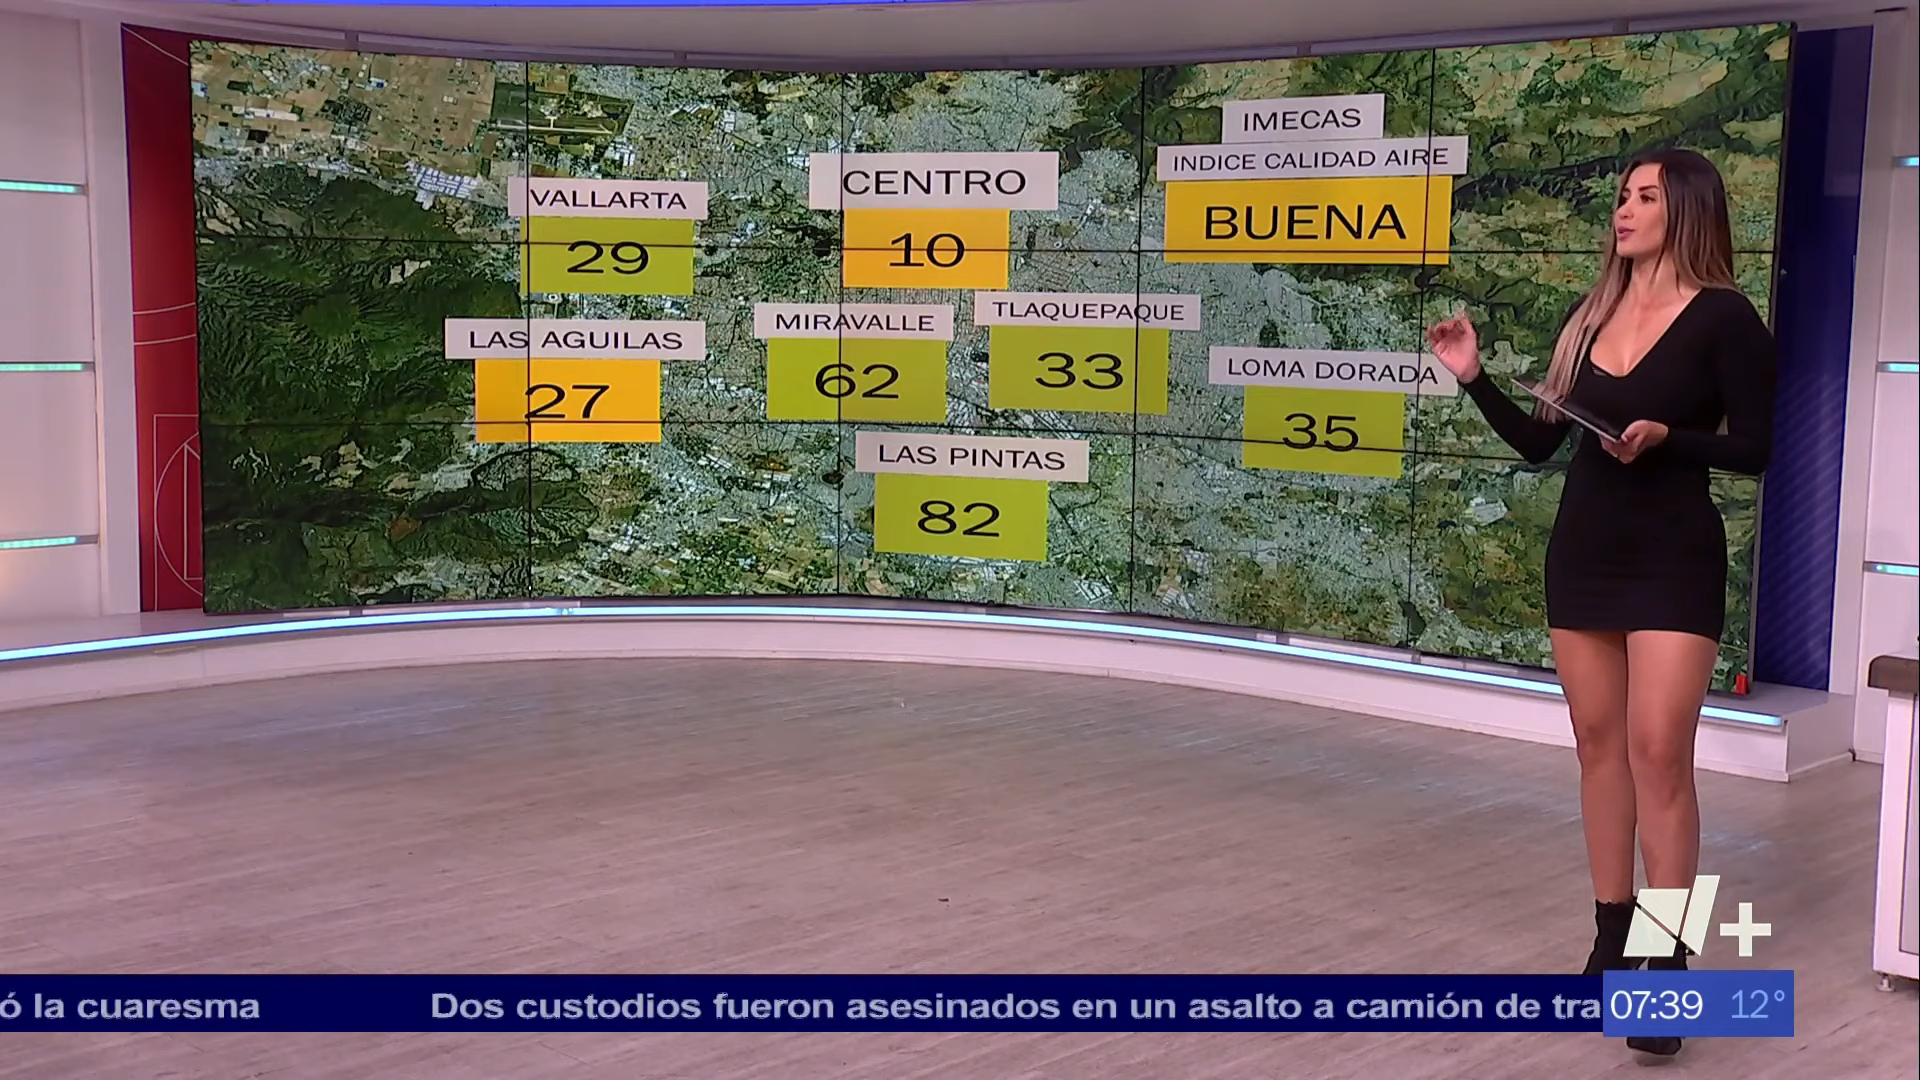 IMECAS
INDICE CALIDAD AIRE
BUENA
VALLARTA
29
CENTRO
10
LAS AGUILAS
27
MIRAVALLE
62
TLAQUEPAQUE
33
LOMA DORADA
35
LAS PINTAS
82
N+
ó la cuaresma
Dos custodios fueron asesinados en un asalto a camión de tra
07:39 12°